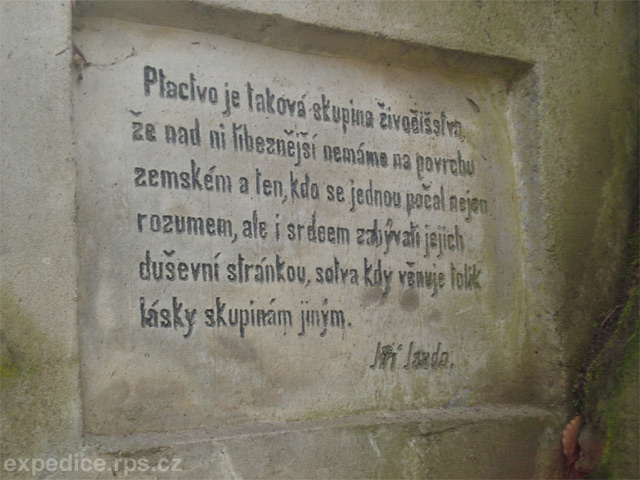 Ptactvo je taková skupina živočišstva,
že nad ni líbeznější nemáme na povrchu
zemském a ten, kdo se jednou počal nejen
rozumem, ale i srdcem zabývati jejich
duševní stránkou, sotva kdy věnuje tolik
lásky skupinám jiným.
Jiří Janda.
expedice.rps.cz